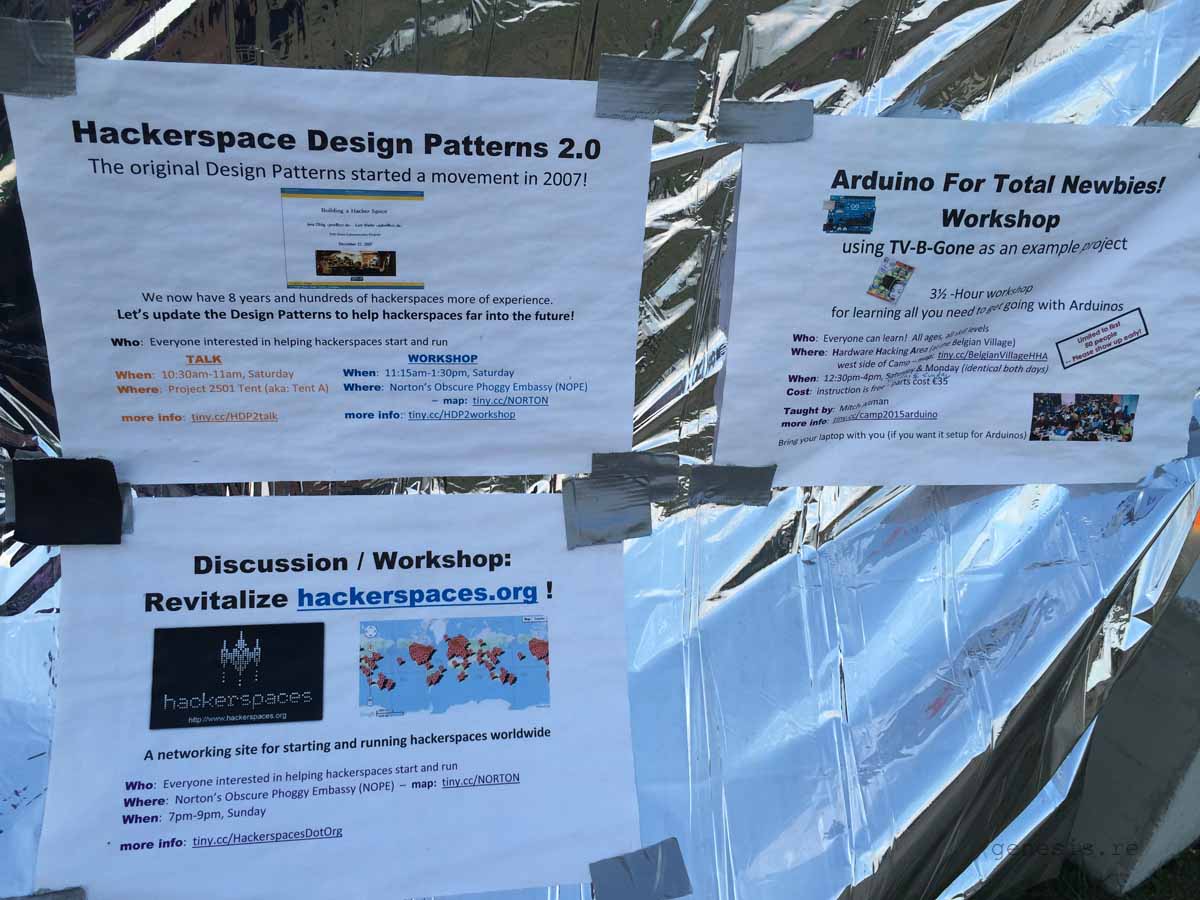 Hackerspace Design Patterns 2.0
The original Design Patterns started a movement in 2007!
Building a Hacker Space
December 27, 2007
We now have 8 years and hundreds of hackerspaces more of experience.
Let's update the Design Patterns to help hackerspaces far into the future!
Who: Everyone interested in helping hackerspaces start and run
TALK
When: 10:30am-11am, Saturday
Where: Project 2501 Tent (aka: Tent A)
more info: tiny.cc/HDP2talk
WORKSHOP
When: 11:15am-1:30pm, Saturday
Where: Norton's Obscure Phoggy Embassy (NOPE)
– map: tiny.cc/NORTON
more info: tiny.cc/HDP2workshop
Arduino For Total Newbies!
Workshop
using TV-B-Gone as an example project
3½ -Hour workshop
for learning all you need to get going with Arduinos
Limited to first
60 people
... Please show up early!
Who: Everyone can learn! All ages, all skill levels
Where: Hardware Hacking Area Belgian Village)
west side of Camp tiny.cc/BelgianVillageHHA
When: 12:30pm-4pm, & Monday (identical both days)
Cost: instruction is free parts cost €35
Taught by: Mitch Altman
more info: tiny.cc/camp2015arduino
Bring your laptop with you (if you want it setup for Arduinos)
Discussion / Workshop:
Revitalize hackerspaces.org !
hackerspaces
http://www.hackerspaces.org
A networking site for starting and running hackerspaces worldwide
Who: Everyone interested in helping hackerspaces start and run
Where: Norton's Obscure Phoggy Embassy (NOPE) – map: tiny.cc/NORTON
When: 7pm-9pm, Sunday
more info: tiny.cc/HackerspacesDotOrg
genesis.re